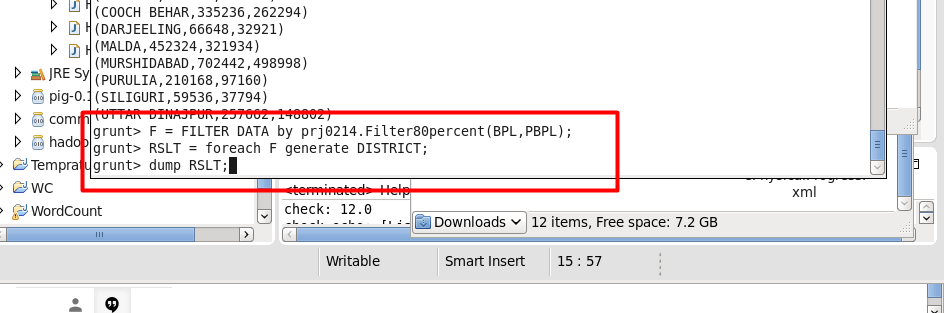 (COOCH BEHAR,335236,262294)
(DARJEELING,66648,32921)
(MALDA,452324,321934)
(MURSHIDABAD,702442,498998)
(PURULIA,210168,97160)
(SILIGURI,59536,37794)
(UTTAR DINAJPUR,257662,148802)
grunt> F = FILTER DATA by prj0214.Filter80percent(BPL,PBPL);
grunt> RSLT = foreach F generate DISTRICT;
grunt> dump RSLT;
JRE Sy
pig-0.1
comm
hadoo
Temprat
WC
WordCount
<terminated> Help
check: 12.0
xml
Downloads
12 items, Free space: 7.2 GB
Writable
Smart Insert
15 : 57